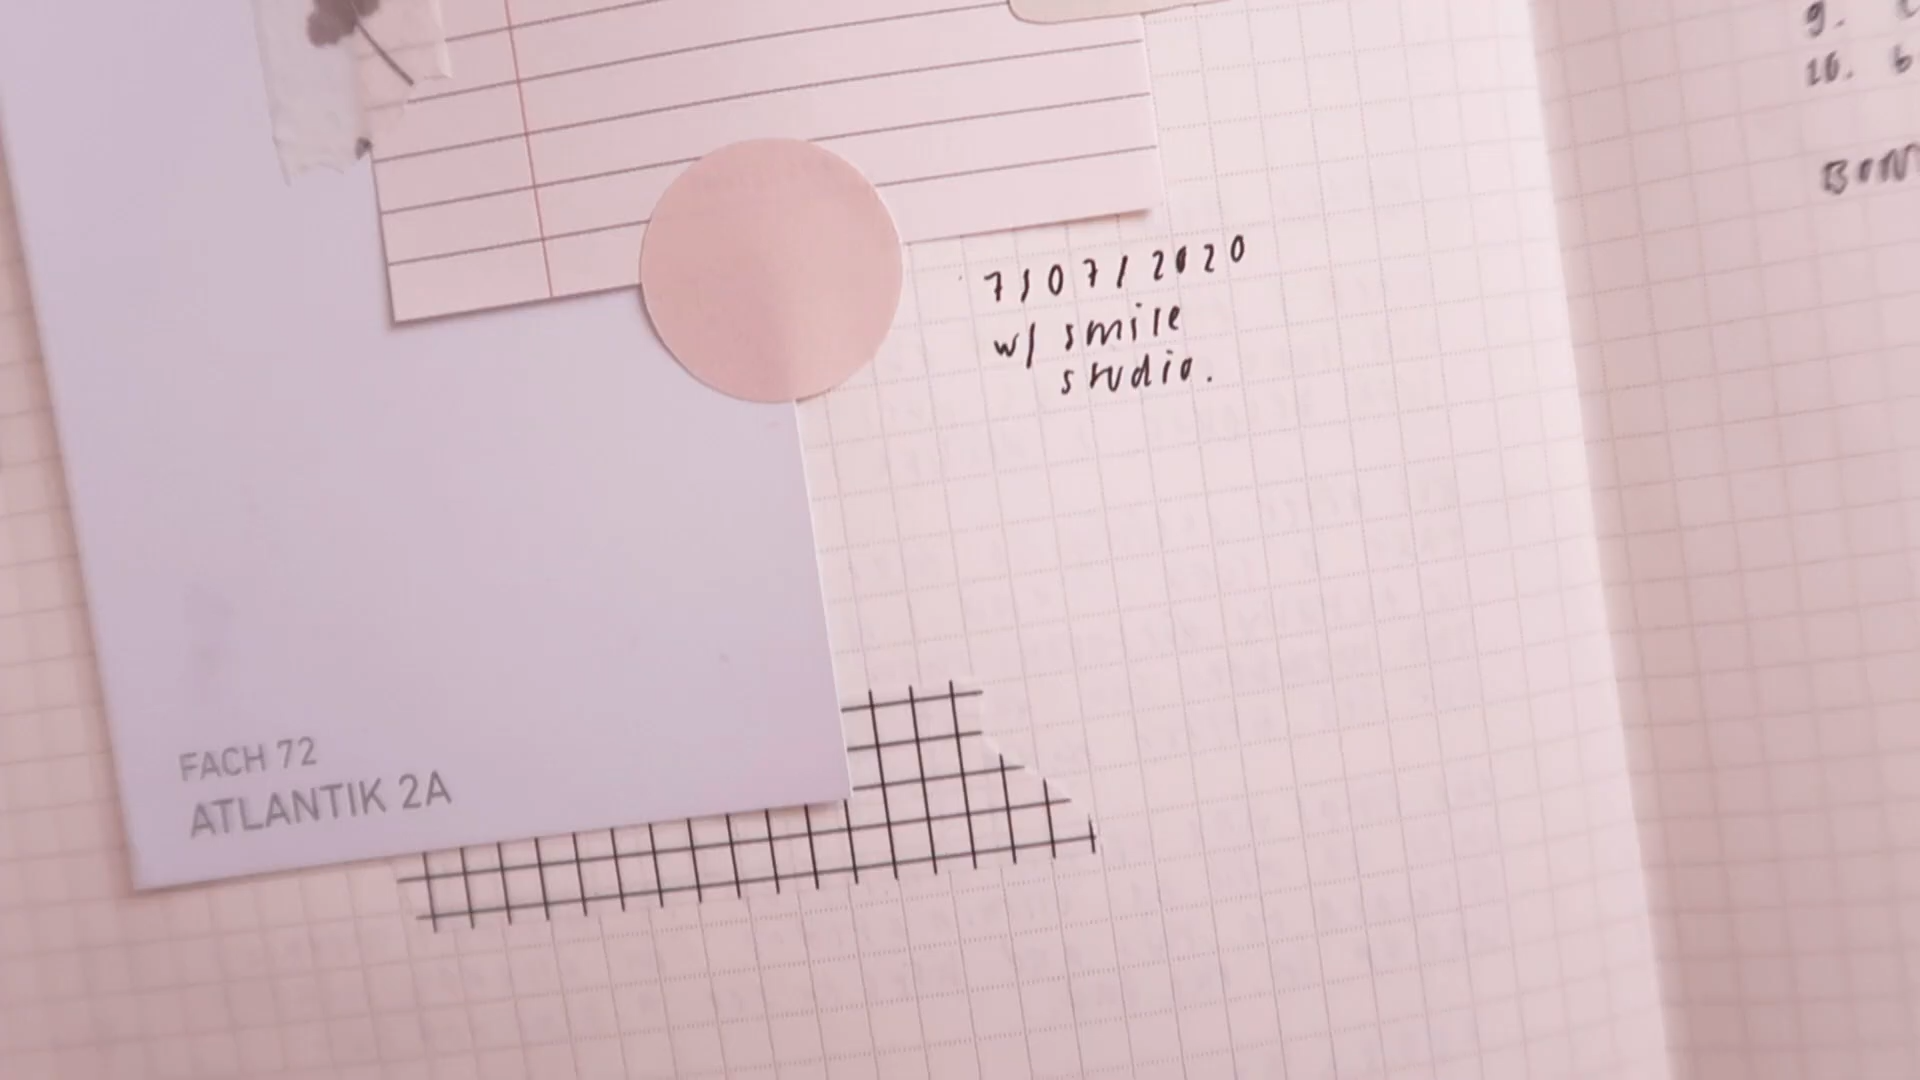 7/07/2020
w/ smile
studio.
FACH 72
ATLANTIK 2A
9.
10.